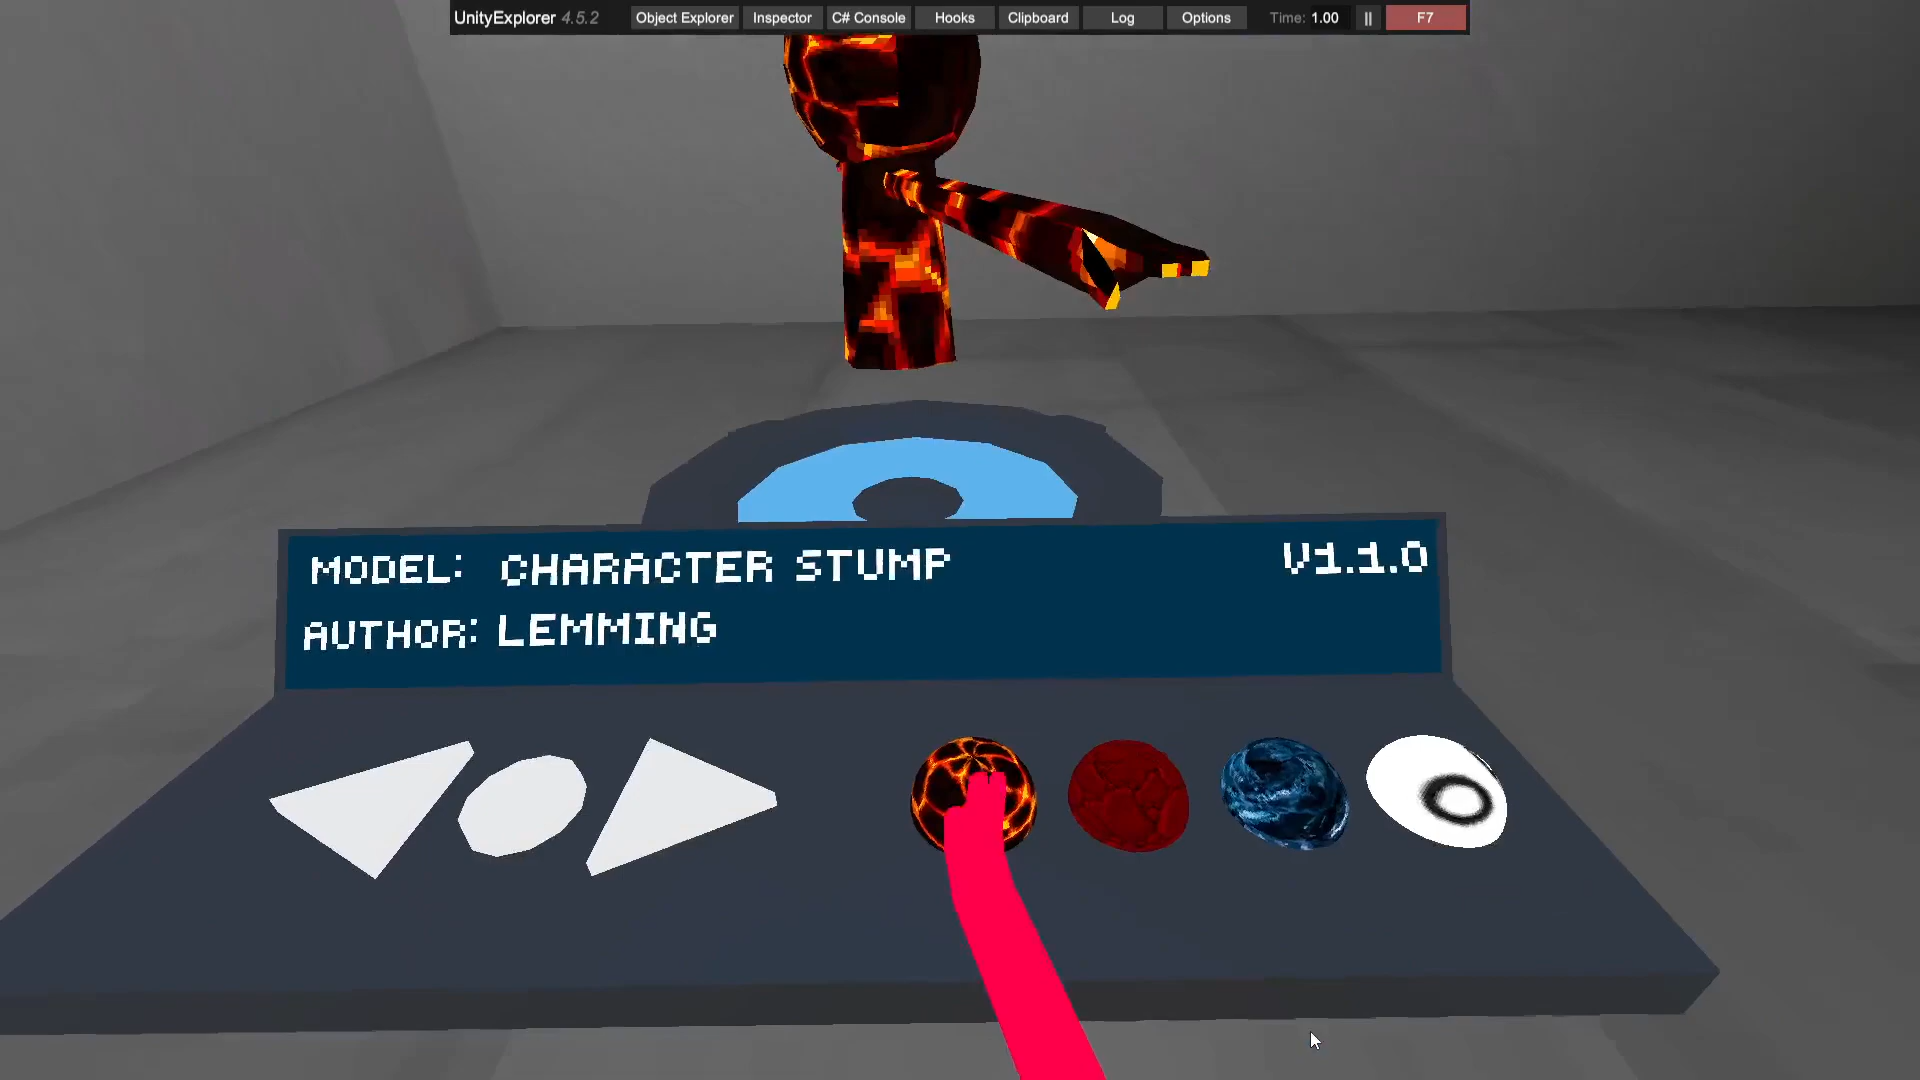 UnityExplorer 4.5.2 Object Explorer Inspector C# Console Hooks Clipboard Log Options Time: 1.00 || F7
MODEL: CHARACTER STUMP V1.1.0
AUTHOR: LEMMING